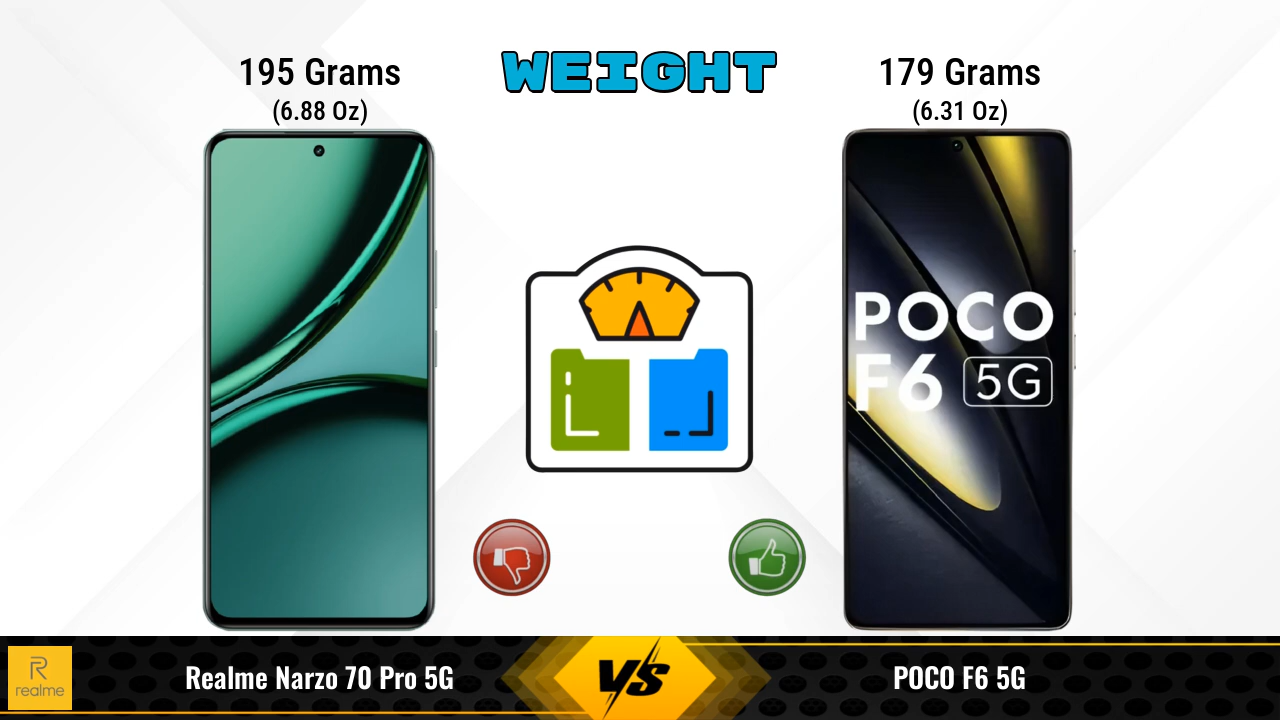 WEIGHT
195 Grams
(6.88 Oz)
179 Grams
(6.31 Oz)
POCO
F6 5G
R
realme
Realme Narzo 70 Pro 5G
VS
POCO F6 5G